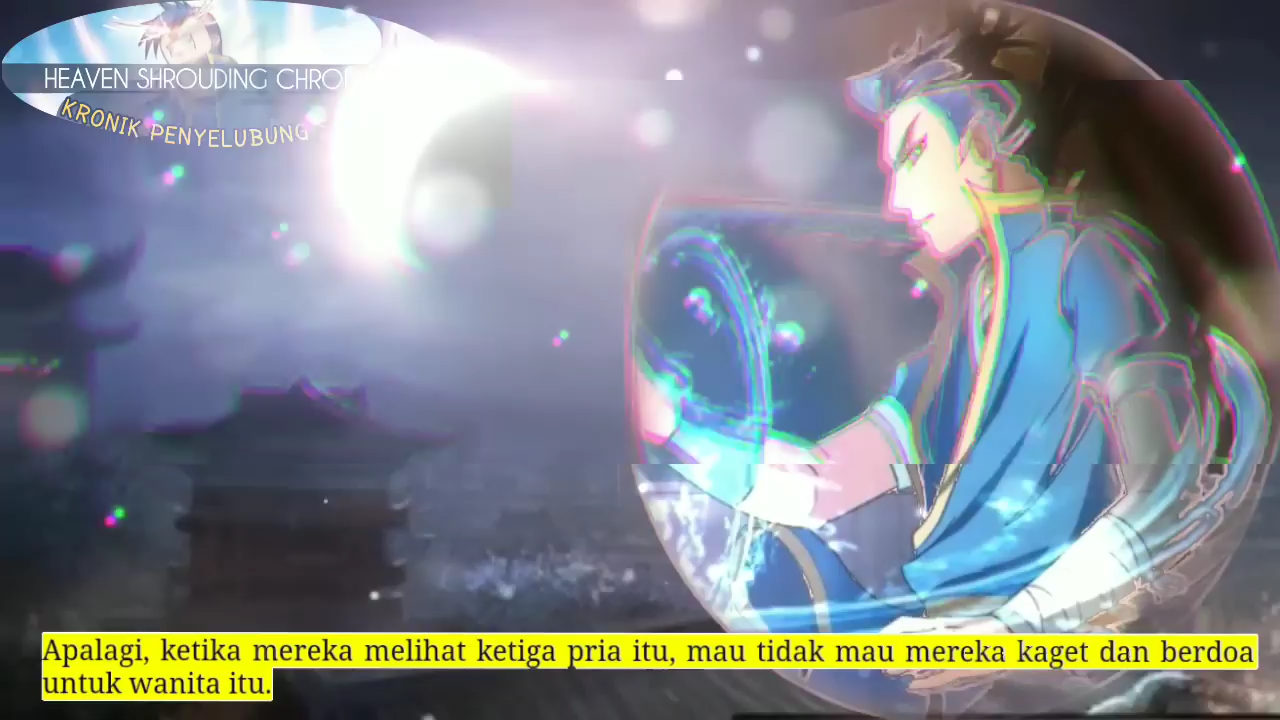 HEAVEN SHROUDING CHRON
KRONIK PENYELUBUNG
Apalagi, ketika mereka melihat ketiga pria itu, mau tidak mau mereka kaget dan berdoa
untuk wanita itu.